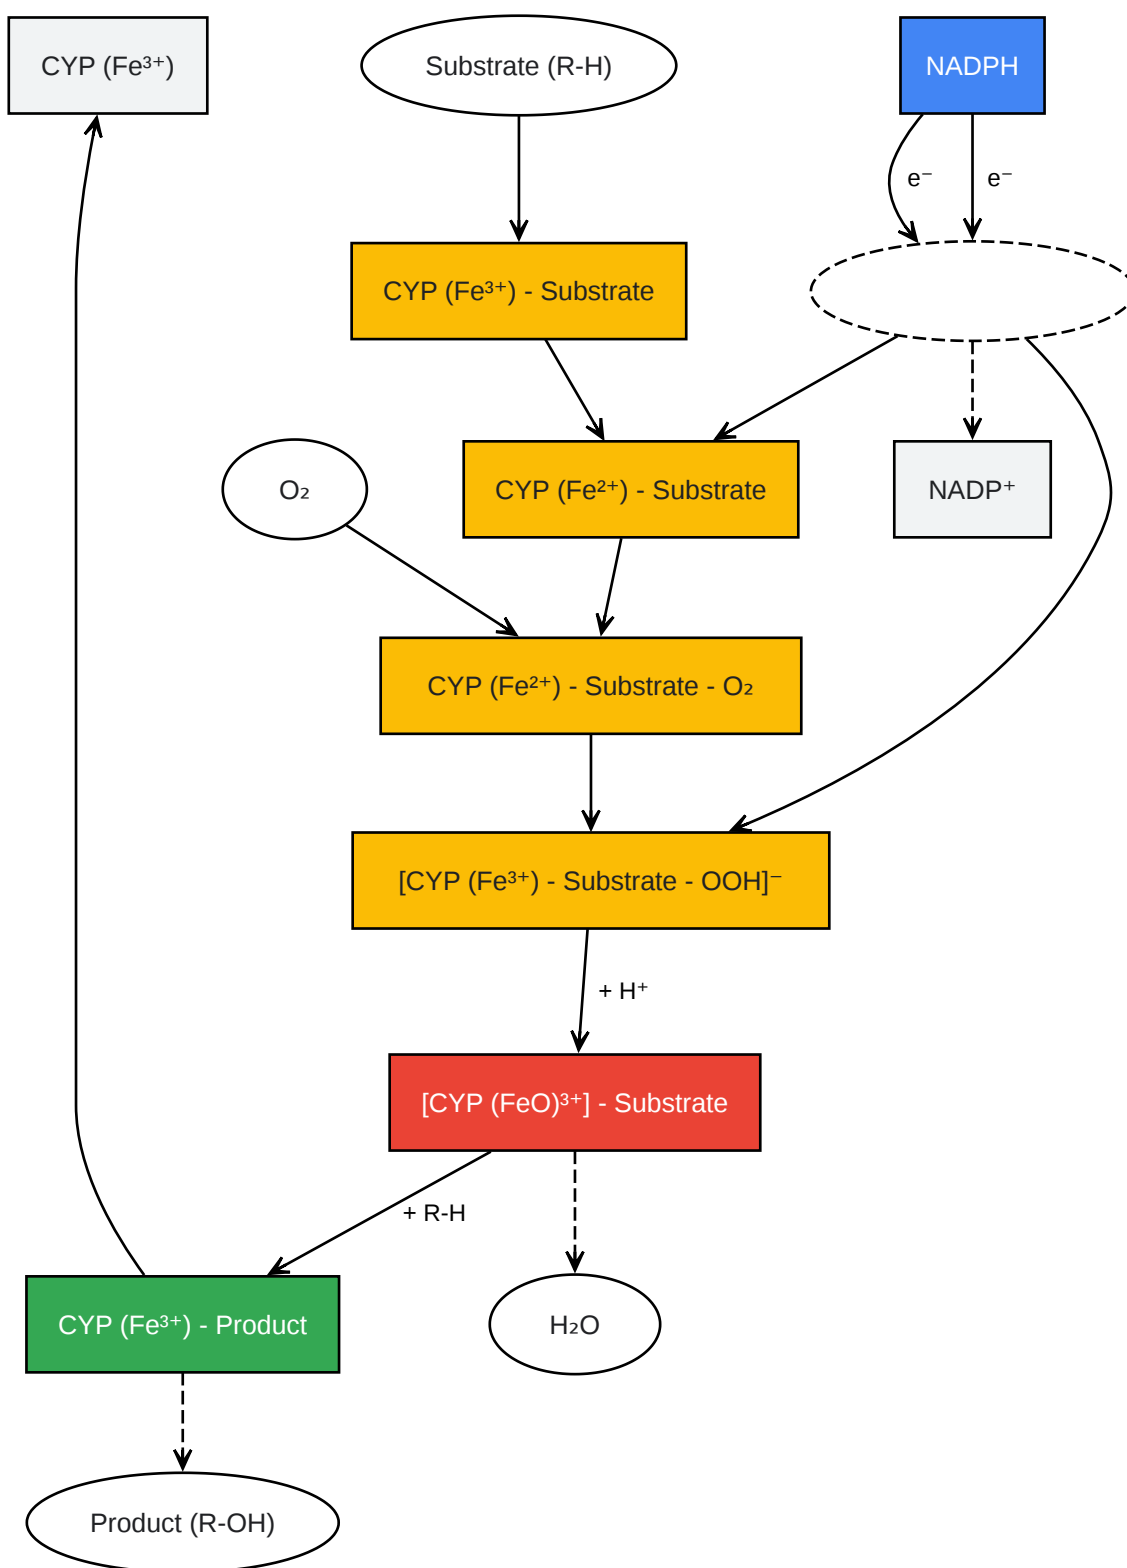 CYP (Fe³⁺)
Substrate (R-H)
NADPH
e⁻
e⁻
CYP (Fe³⁺) - Substrate
O₂
CYP (Fe²⁺) - Substrate
NADP⁺
CYP (Fe²⁺) - Substrate - O₂
[CYP (Fe³⁺) - Substrate - OOH]⁻
+ H⁺
[CYP (FeO)³⁺] - Substrate
+ R-H
CYP (Fe³⁺) - Product
H₂O
Product (R-OH)